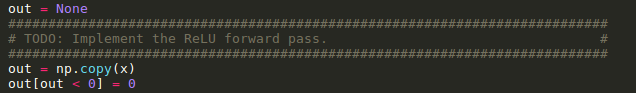 out = None
###########################################################################
# TODO: Implement the ReLU forward pass.                                  #
###########################################################################
out = np.copy(x)
out[out < 0] = 0